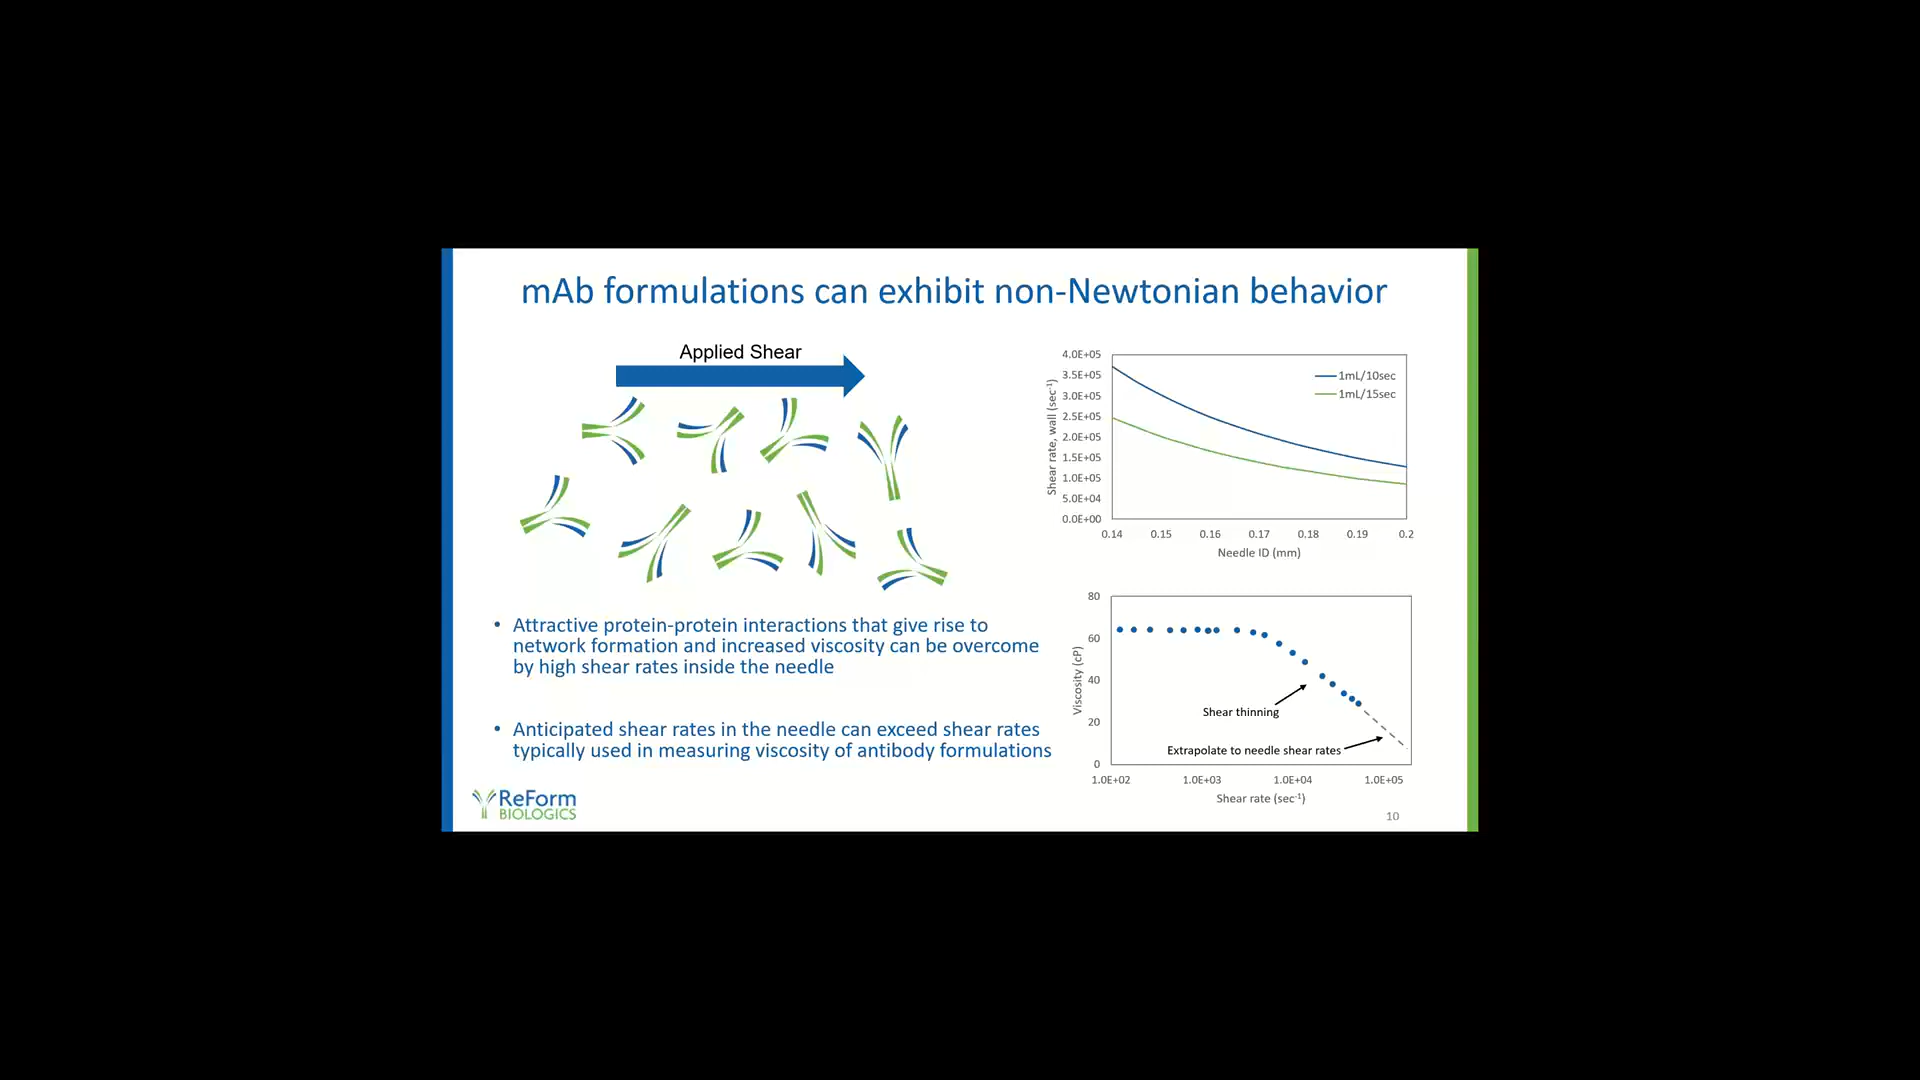 mAb formulations can exhibit non-Newtonian behavior
Applied Shear
• Attractive protein-protein interactions that give rise to
network formation and increased viscosity can be overcome
by high shear rates inside the needle
• Anticipated shear rates in the needle can exceed shear rates
typically used in measuring viscosity of antibody formulations
Shear rate, wall (sec⁻¹)
4.0E+05
3.5E+05
3.0E+05
2.5E+05
2.0E+05
1.5E+05
1.0E+05
5.0E+04
0.0E+00
1mL/10sec
1mL/15sec
0.14 0.15 0.16 0.17 0.18 0.19 0.2
Needle ID (mm)
Viscosity (cP)
80
60
40
20
0
Shear thinning
Extrapolate to needle shear rates
1.0E+02 1.0E+03 1.0E+04 1.0E+05
Shear rate (sec⁻¹)
ReForm
BIOLOGICS
10